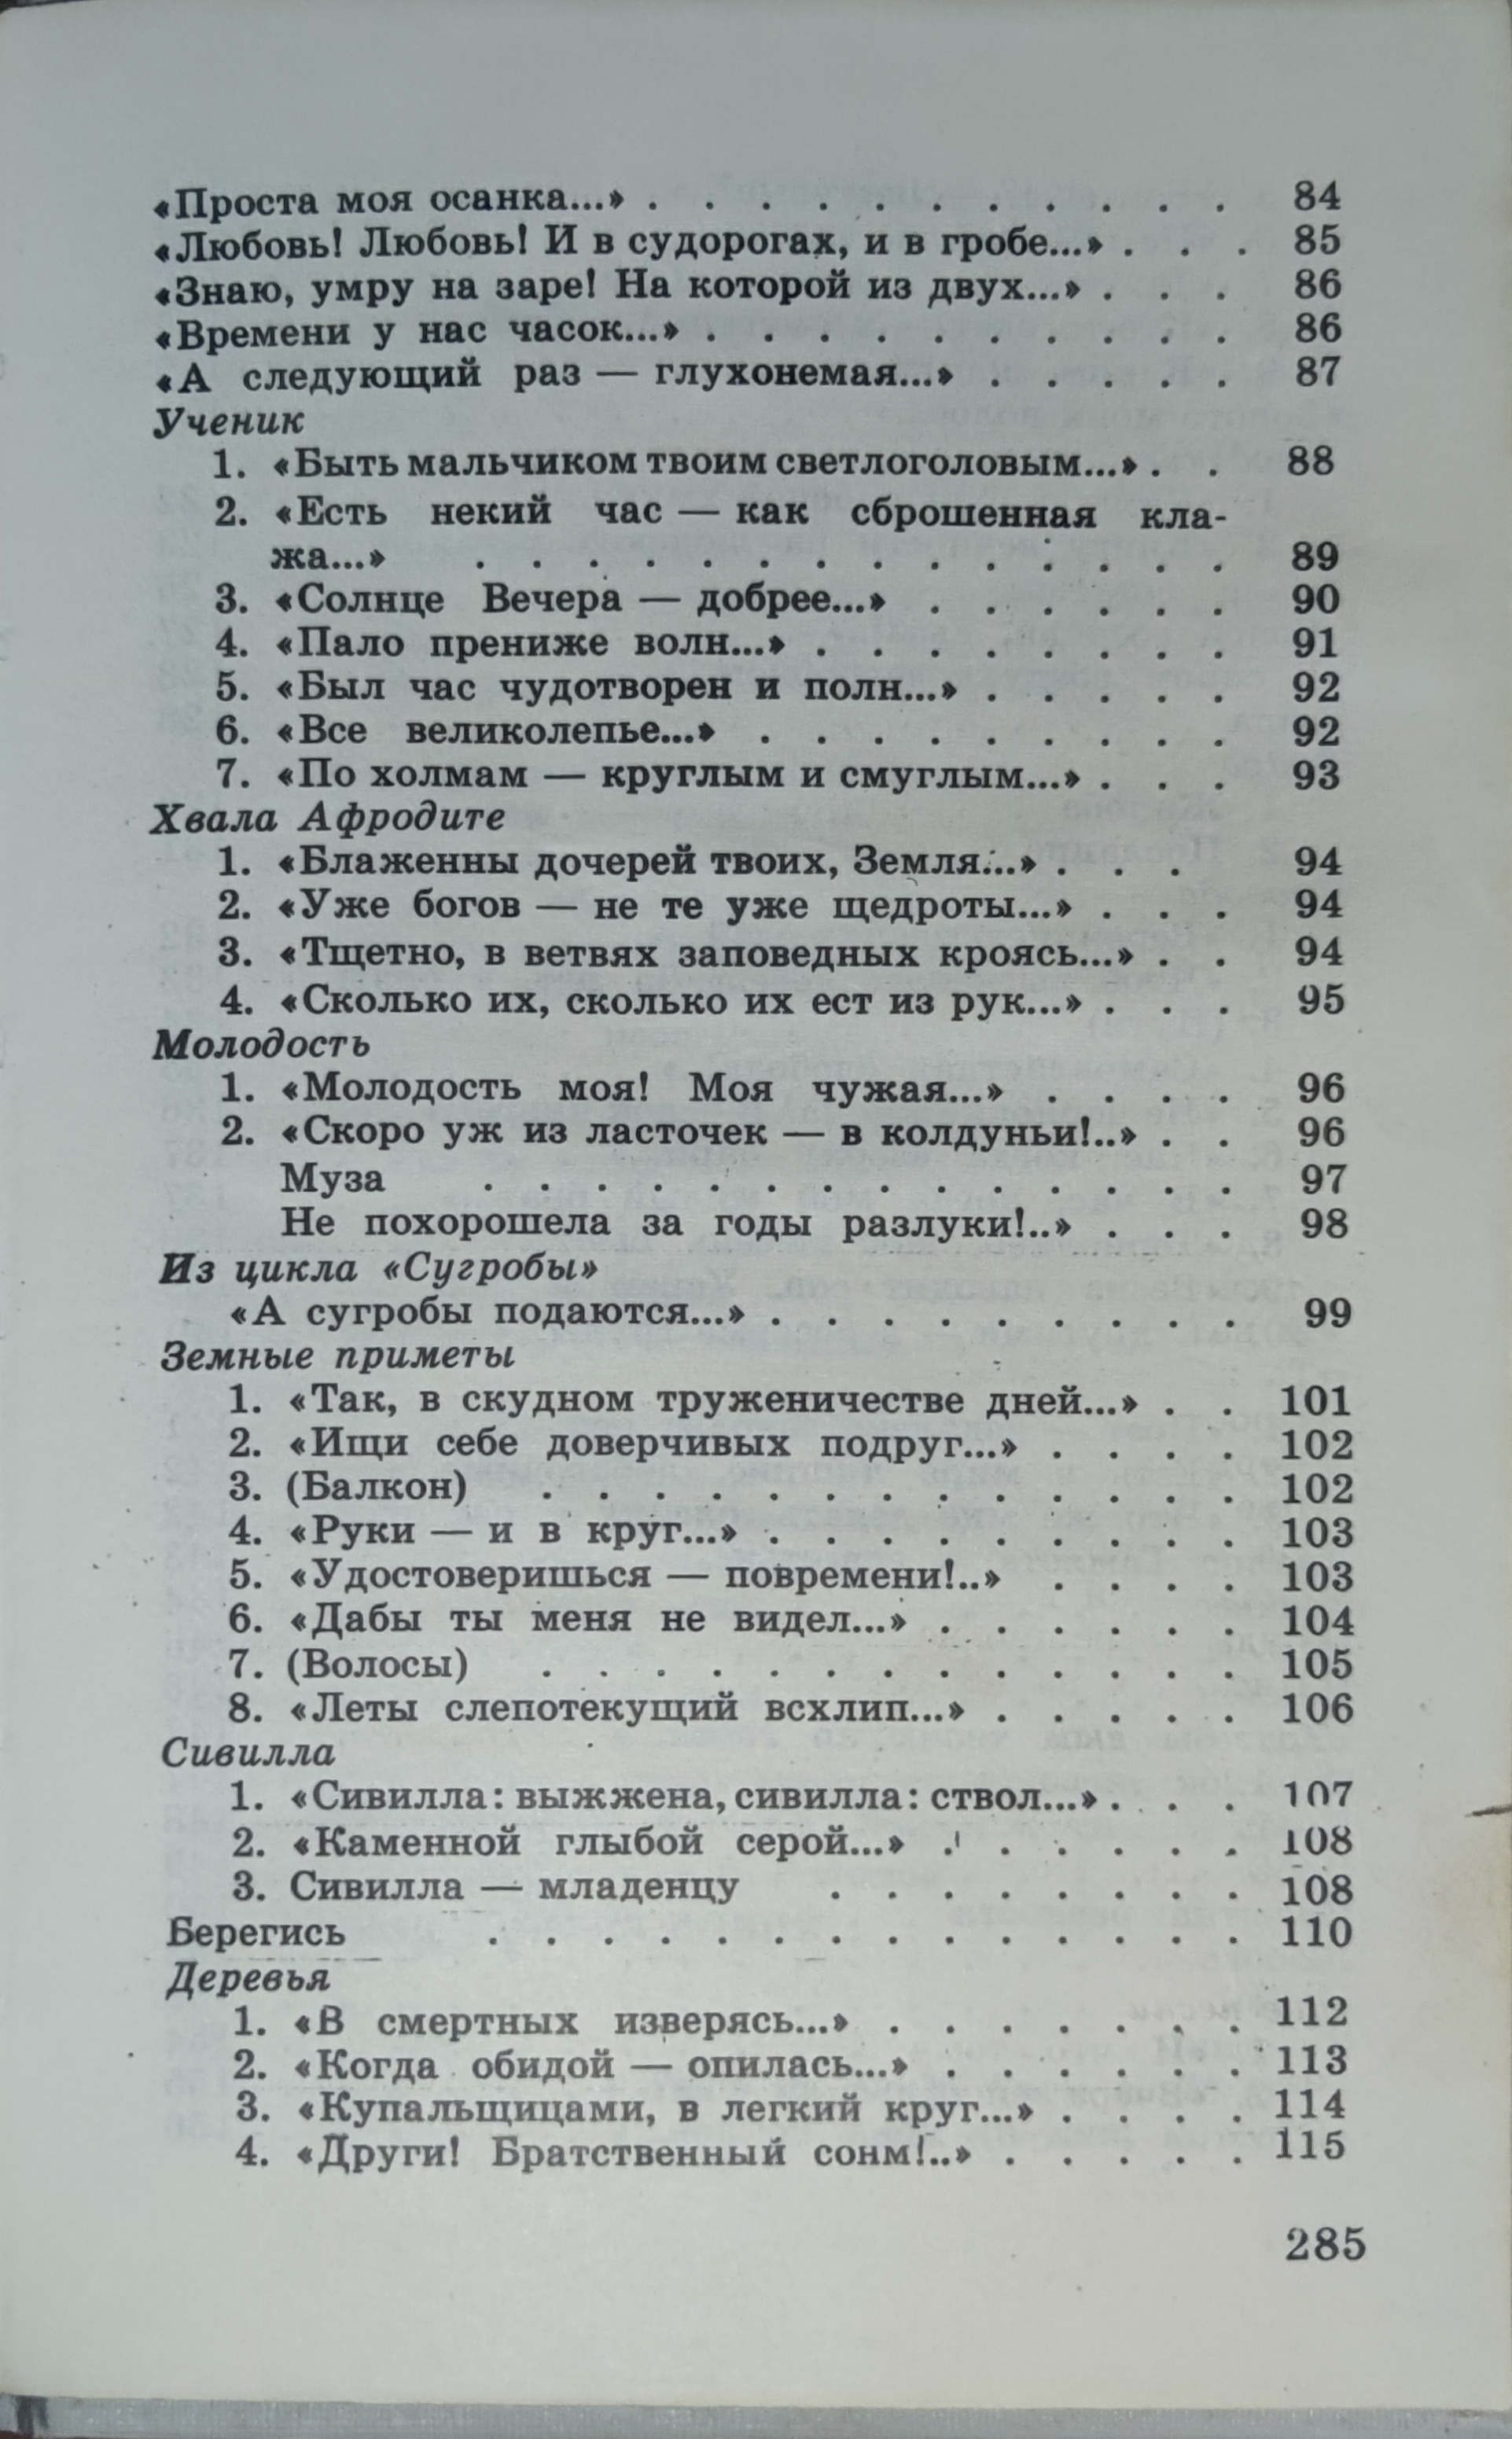 «Проста моя осанка...» . . . . . . . . . . . 84
«Любовь! Любовь! И в судорогах, и в гробе...» . . . 85
«Знаю, умру на заре! На которой из двух...» . . . 86
«Времени у нас часок...» . . . . . . . . . . 86
«А следующий раз — глухонемая...» . . . . . 87
Ученик
1. «Быть мальчиком твоим светлоголовым...» . . 88
2. «Есть некий час — как сброшенная кла-
жа...» . . . . . . . . . . . . . . 89
3. «Солнце Вечера — добрее...» . . . . . . 90
4. «Пало прениже волн...» . . . . . . . . 91
5. «Был час чудотворен и полн...» . . . . . 92
6. «Все великолепье...» . . . . . . . . . 92
7. «По холмам — круглым и смуглым...» . . . 93
Хвала Афродите
1. «Блаженны дочерей твоих, Земля...» . . . 94
2. «Уже богов — не те уже щедроты...» . . . 94
3. «Тщетно, в ветвях заповедных кроясь...» . . 94
4. «Сколько их, сколько их ест из рук...» . . . 95
Молодость
1. «Молодость моя! Моя чужая...» . . . . 96
2. «Скоро уж из ласточек — в колдуньи!..» . . 96
Муза . . . . . . . . . . . . . . 97
Не похорошела за годы разлуки!..» . . . 98
Из цикла «Сугробы»
«А сугробы подаются...» . . . . . . . . . 99
Земные приметы
1. «Так, в скудном труженичестве дней...» . . 101
2. «Ищи себе доверчивых подруг...» . . . . 102
3. (Балкон) . . . . . . . . . . . . . 102
4. «Руки — и в круг...» . . . . . . . . . 103
5. «Удостоверишься — повремени!..» . . . . 103
6. «Дабы ты меня не видел...» . . . . . . 104
7. (Волосы) . . . . . . . . . . . . . 105
8. «Леты слепотекущий всхлип...» . . . . . 106
Сивилла
1. «Сивилла: выжжена, сивилла: ствол...» . . . 107
2. «Каменной глыбой серой...» . . . . . . 108
3. Сивилла — младенцу . . . . . . . . 108
Берегись . . . . . . . . . . . . . . 110
Деревья
1. «В смертных изверясь...» . . . . . . . 112
2. «Когда обидой — опилась...» . . . . . . 113
3. «Купальщицами, в легкий круг...» . . . . 114
4. «Други! Братственный сонм!..» . . . . . 115
285